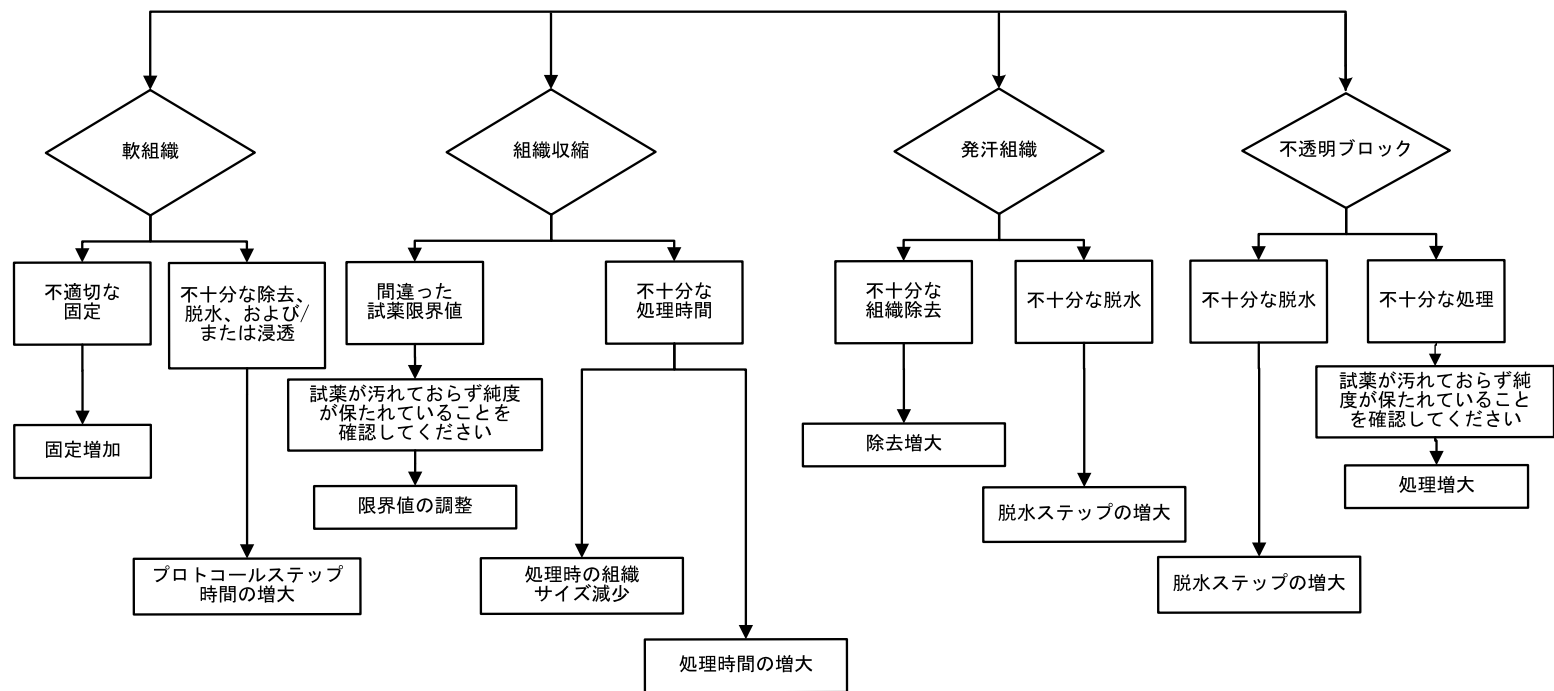 軟組織
組織収縮
発汗組織
不透明ブロック
不適切な
固定
不十分な除去、
脱水、および/
または浸透
間違った
試薬限界値
不十分な
処理時間
不十分な
組織除去
不十分な脱水
不十分な脱水
不十分な処理
試薬が汚れておらず純度
が保たれていることを
確認してください
試薬が汚れておらず純
度が保たれていること
を確認してください
固定増加
限界値の調整
除去増大
処理増大
脱水ステップの増大
プロトコールステップ
時間の増大
処理時の組織
サイズ減少
脱水ステップの増大
処理時間の増大